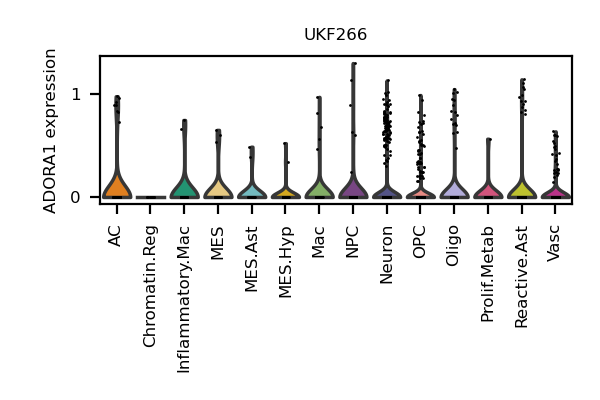 UKF266
ADORA1 expression
1
0
AC
Chromatin.Reg
Inflammatory.Mac
MES
MES.Ast
MES.Hyp
Mac
NPC
Neuron
OPC
Oligo
Prolif.Metab
Reactive.Ast
Vasc